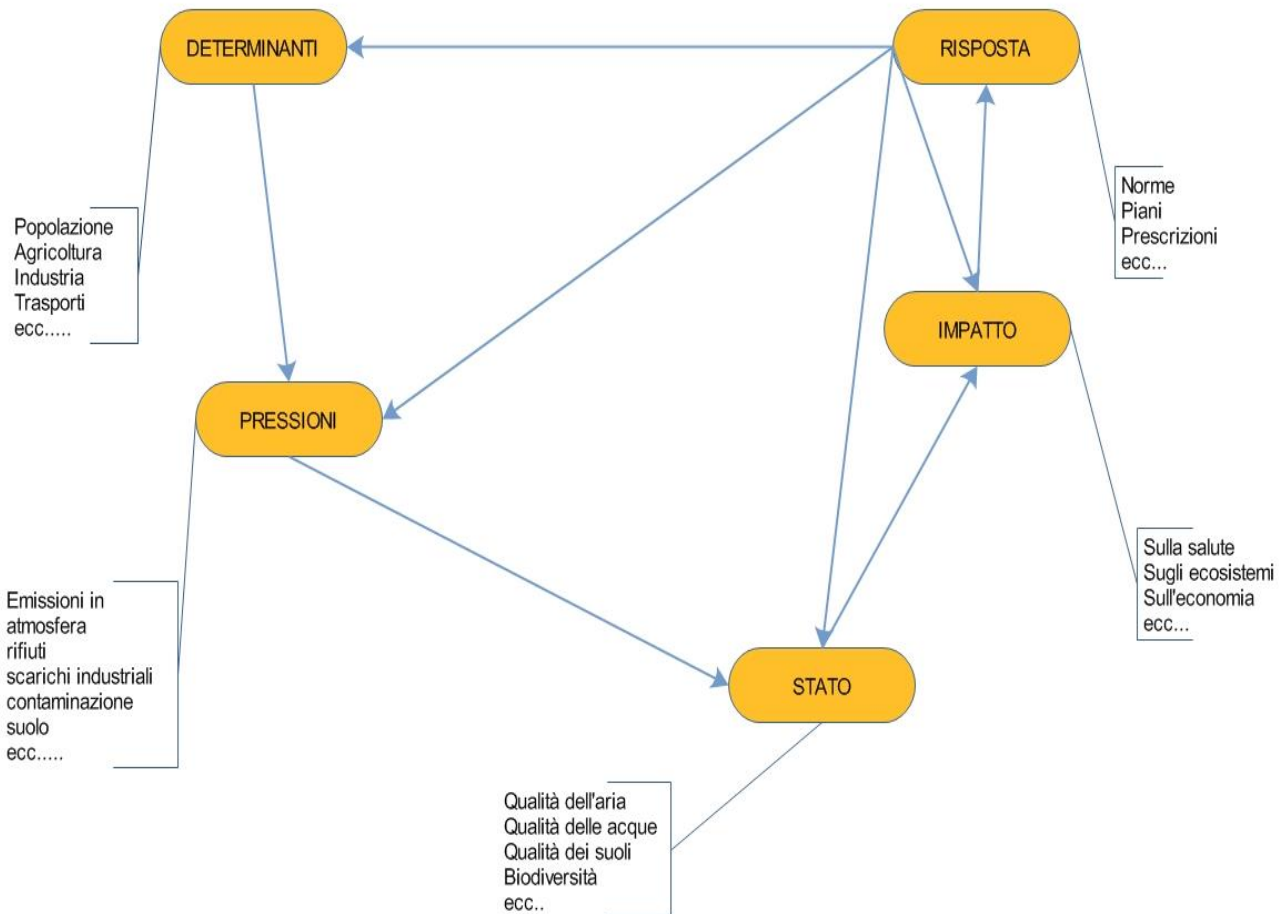 DETERMINANTI
RISPOSTA
Norme
Piani
Prescrizioni
ecc...
Popolazione
Agricoltura
Industria
Trasporti
ecc.....
IMPATTO
PRESSIONI
Sulla salute
Sugli ecosistemi
Sull'economia
ecc...
Emissioni in
atmosfera
rifiuti
scarichi industriali
contaminazione
suolo
ecc.....
STATO
Qualità dell'aria
Qualità delle acque
Qualità dei suoli
Biodiversità
ecc..